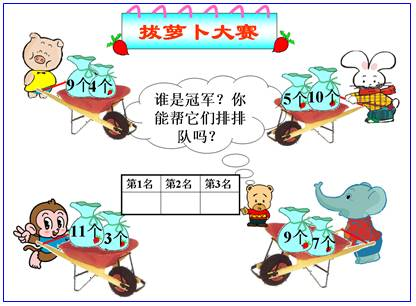 拔萝卜大赛
9个 4个
5个 10个
谁是冠军？你
能帮它们排排
队吗？
第1名 第2名 第3名
11个 3个
9个 7个